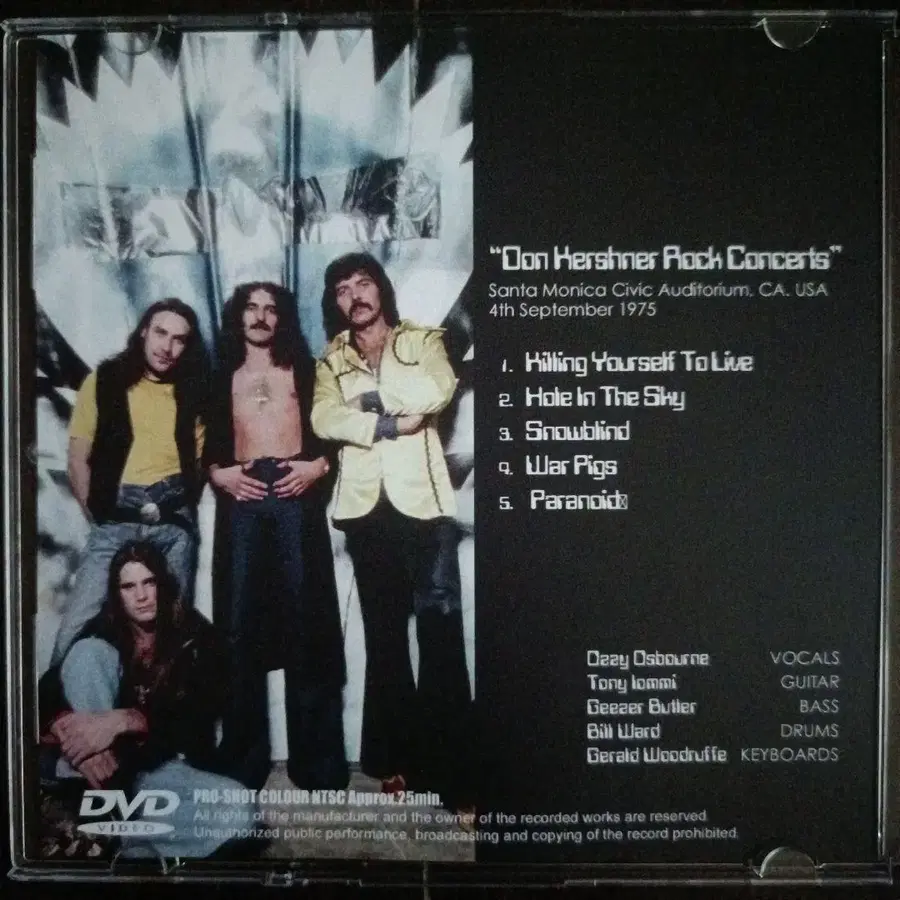 "Don Kershner Rock Concerts"
Santa Monica Civic Auditorium, CA. USA
4th September 1975
1. Killing Yourself To Live
2. Hole In The Sky
3. Snowblind
4. War Pigs
5. Paranoid
Ozzy Osbourne VOCALS
Tony Iommi GUITAR
Geezer Butler BASS
Bill Ward DRUMS
Gerald Woodruffe KEYBOARDS
DVD VIDEO
PRO-SHOT COLOUR NTSC Approx.25min.
All rights of the manufacturer and the owner of the recorded works are reserved
Unauthorized public performance, broadcasting and copying of the record prohibited.